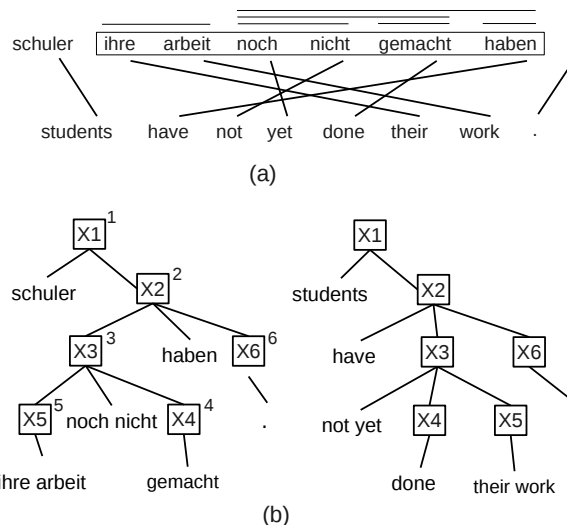 schuler ihre arbeit noch nicht gemacht haben
students have not yet done their work .
(a)
X1 1 X1
schuler X2 2 students X2
X3 3 haben X6 6 have X3 X6
X5 5 noch nicht X4 4 . not yet X4 X5
ihre arbeit gemacht done their work
(b)